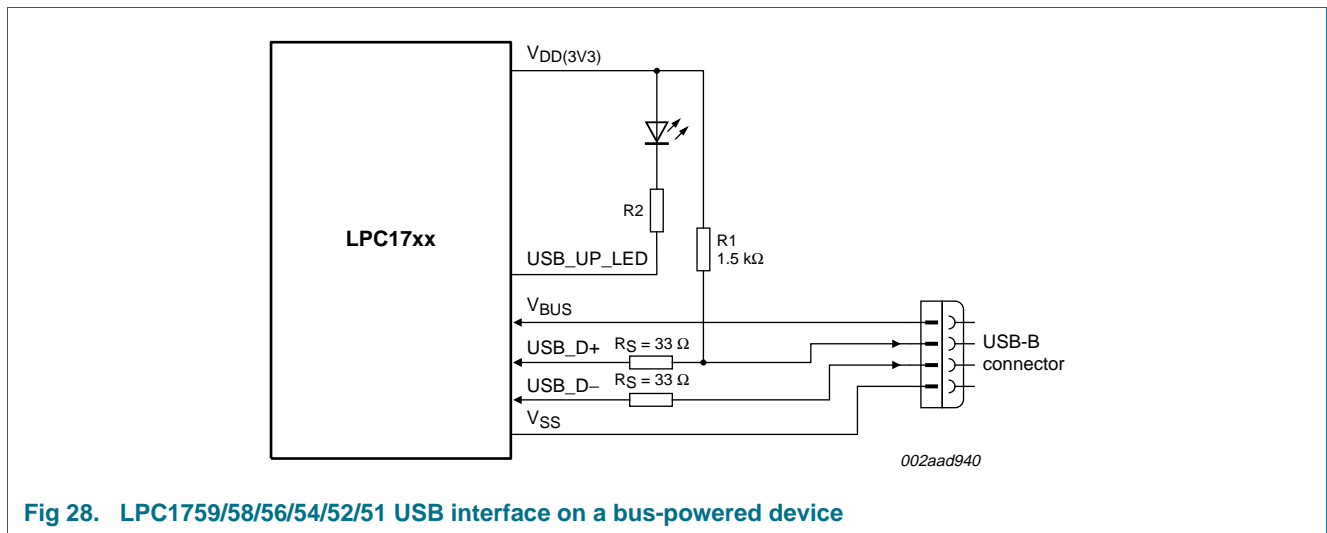 VDD(3V3)
R2
LPC17xx
R1
1.5 kΩ
USB_UP_LED
VBUS
USB_D+ RS = 33 Ω
USB-B
connector
USB_D− RS = 33 Ω
VSS
002aad940
Fig 28. LPC1759/58/56/54/52/51 USB interface on a bus-powered device